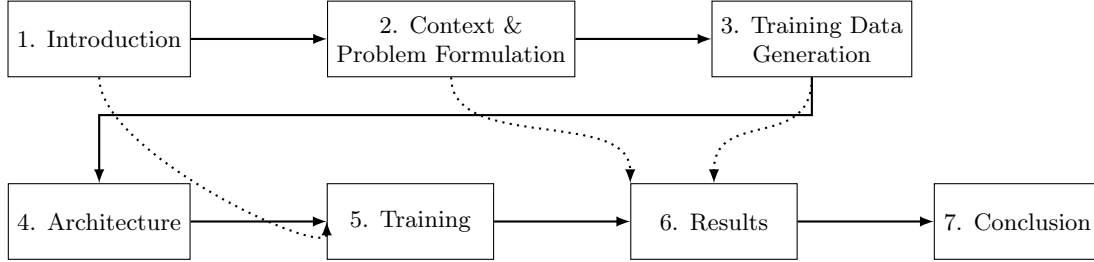 1. Introduction
2. Context &
Problem Formulation
3. Training Data
Generation
4. Architecture
5. Training
6. Results
7. Conclusion